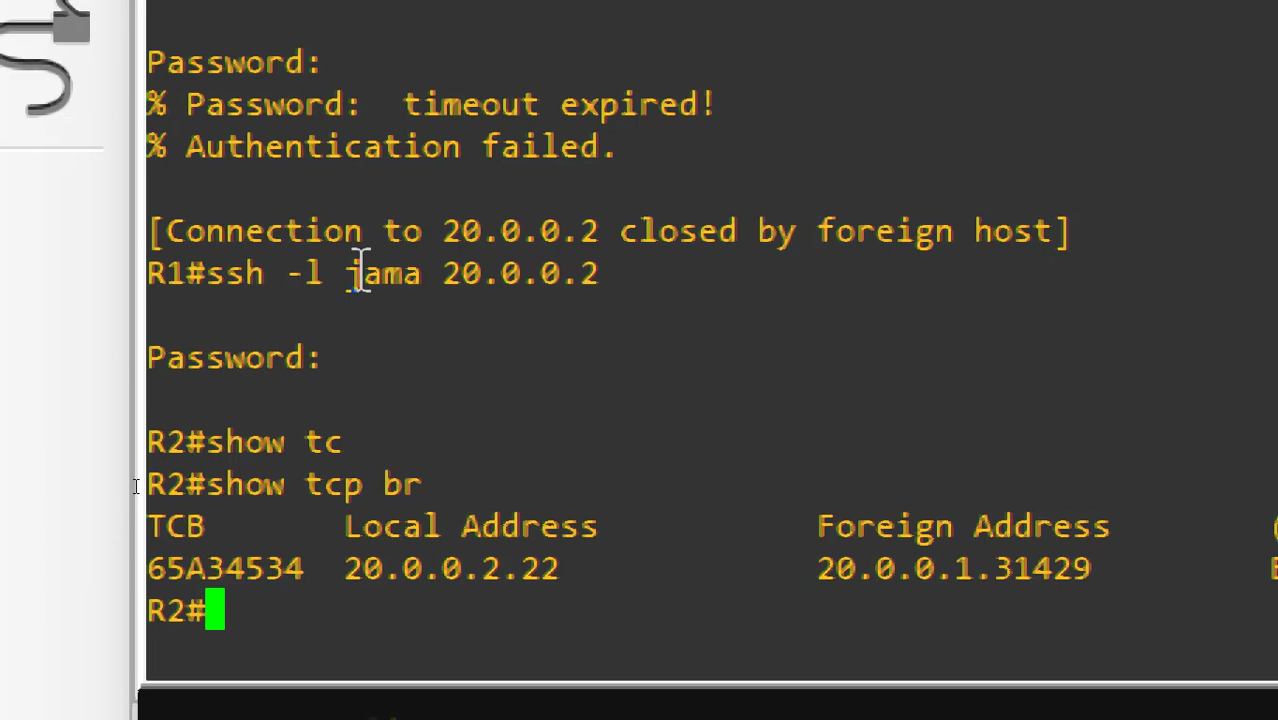 Password:
% Password:  timeout expired!
% Authentication failed.
[Connection to 20.0.0.2 closed by foreign host]
R1#ssh -l jama 20.0.0.2
Password:
R2#show tc
R2#show tcp br
TCB       Local Address           Foreign Address        (
65A34534  20.0.0.2.22             20.0.0.1.31429
R2#